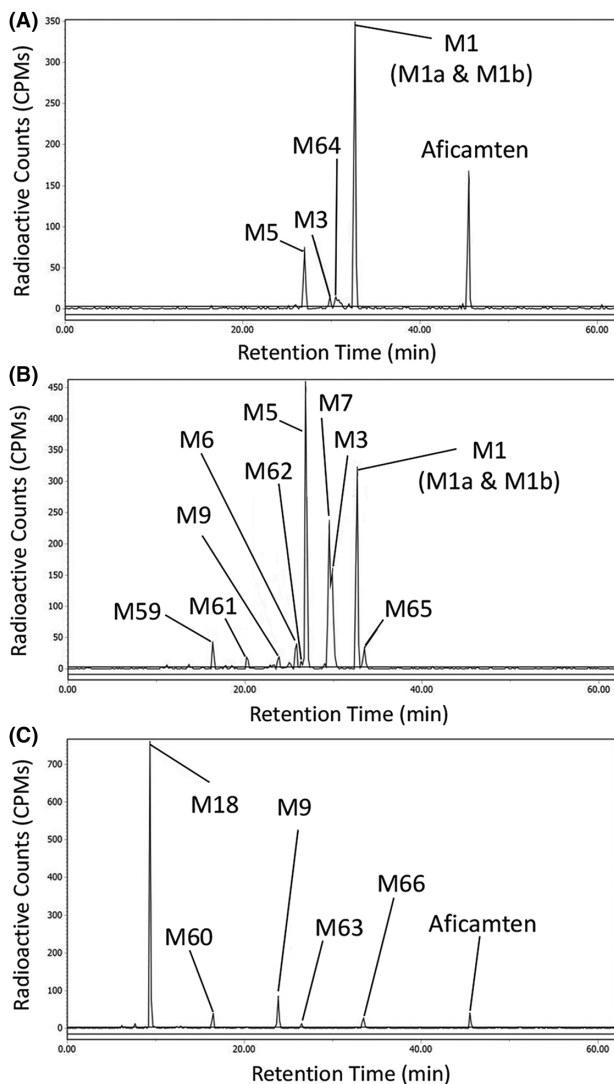 (A)
Radioactive Counts (CPMs)
350
300
250
200
150
100
50
0
M1
(M1a & M1b)
M64
Aficamten
M3
M5
0.00
20.00
40.00
60.00
Retention Time (min)
(B)
Radioactive Counts (CPMs)
450
400
350
300
250
200
150
100
50
0
M5
M7
M6
M3
M62
M1
(M1a & M1b)
M9
M59
M61
M65
0.00
20.00
40.00
60.00
Retention Time (min)
(C)
Radioactive Counts (CPMs)
700
600
500
400
300
200
100
0
M18
M9
M66
M60
M63
Aficamten
0.00
20.00
40.00
60.00
Retention Time (min)